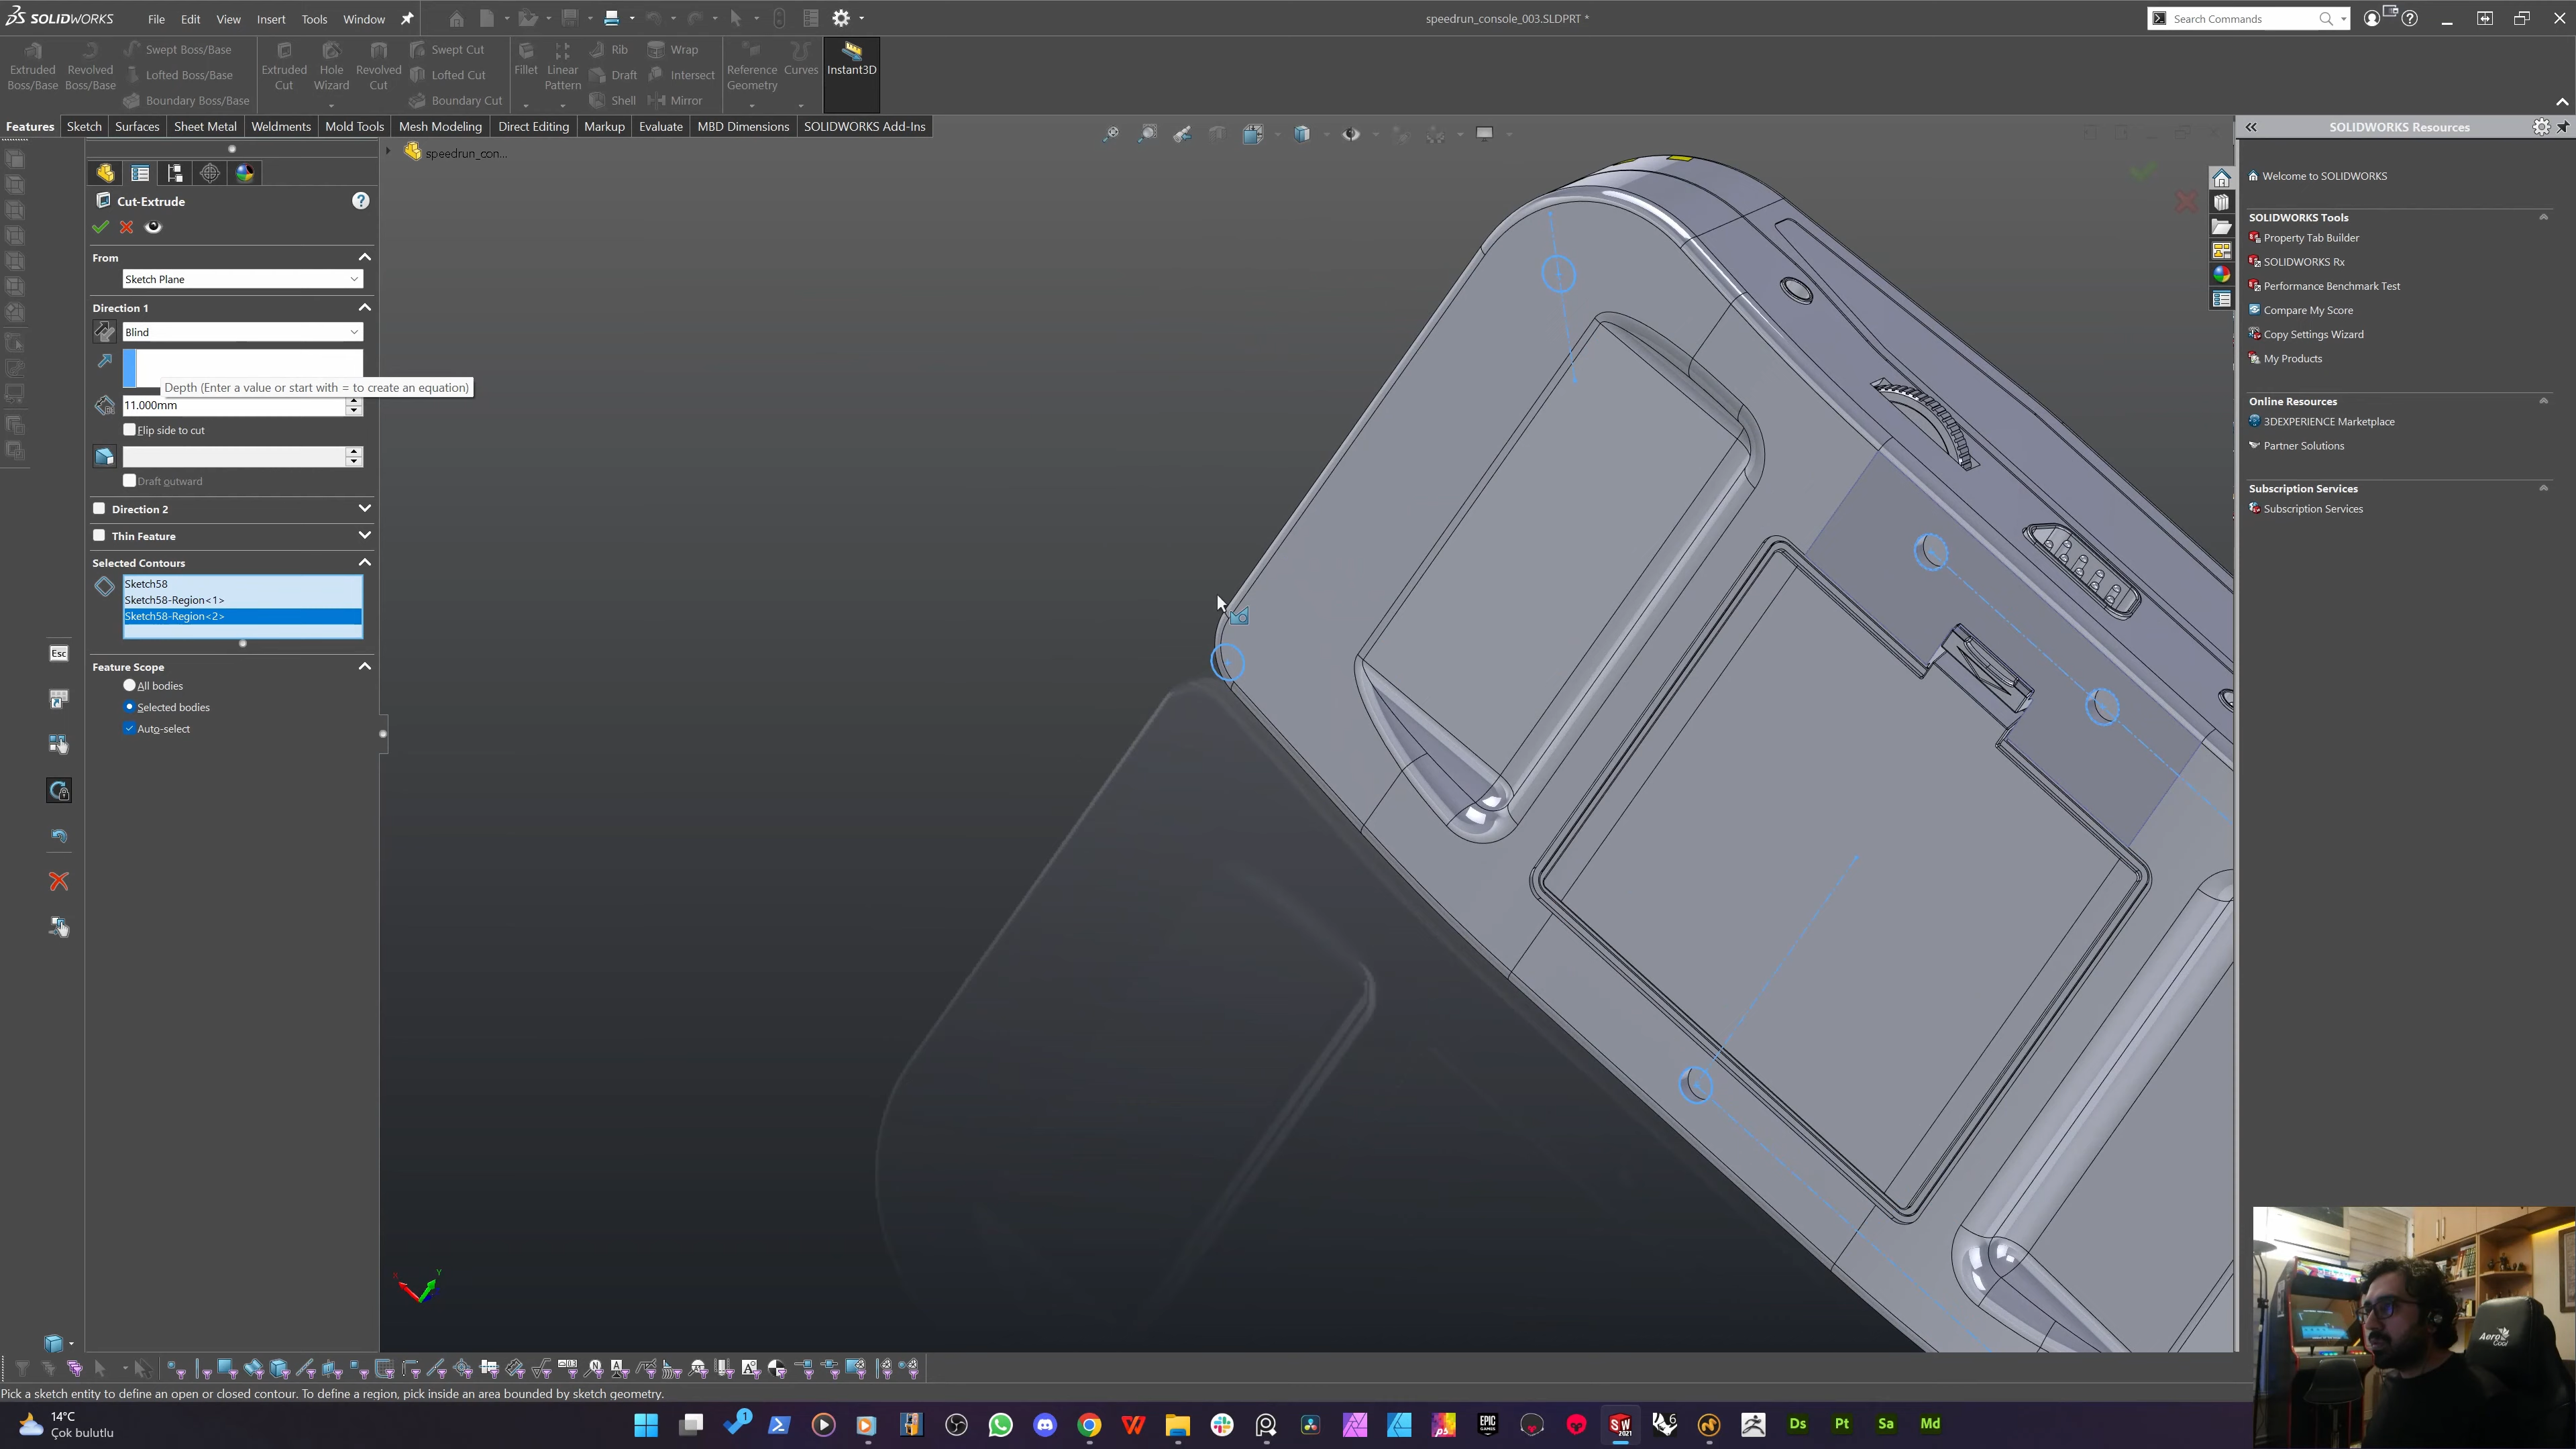 SOLIDWORKS File Edit View Insert Tools Window speedrun_console_003.SLDPRT * Search Commands
Extruded Boss/Base
Revolved Boss/Base
Swept Boss/Base
Lofted Boss/Base
Boundary Boss/Base
Extruded Cut
Hole Wizard
Revolved Cut
Swept Cut
Lofted Cut
Boundary Cut
Fillet
Linear Pattern
Rib
Draft
Shell
Wrap
Intersect
Mirror
Reference Geometry
Curves
Instant3D
Features Sketch Surfaces Sheet Metal Weldments Mold Tools Mesh Modeling Direct Editing Markup Evaluate MBD Dimensions SOLIDWORKS Add-Ins
speedrun_con...
Cut-Extrude
From
Sketch Plane
Direction 1
Blind
Depth (Enter a value or start with = to create an equation)
11.000mm
Flip side to cut
Draft outward
Direction 2
Thin Feature
Selected Contours
Sketch58
Sketch58-Region<1>
Sketch58-Region<2>
Feature Scope
All bodies
Selected bodies
Auto-select
Esc
Y
SOLIDWORKS Resources
Welcome to SOLIDWORKS
SOLIDWORKS Tools
Property Tab Builder
SOLIDWORKS Rx
Performance Benchmark Test
Compare My Score
Copy Settings Wizard
My Products
Online Resources
3DEXPERIENCE Marketplace
Partner Solutions
Subscription Services
Subscription Services
Pick a sketch entity to define an open or closed contour. To define a region, pick inside an area bounded by sketch geometry.
14°C
Çok bulutlu
1
EPIC GAMES
SW 2021
6
Ds Pt Sa Md
Aero Cool